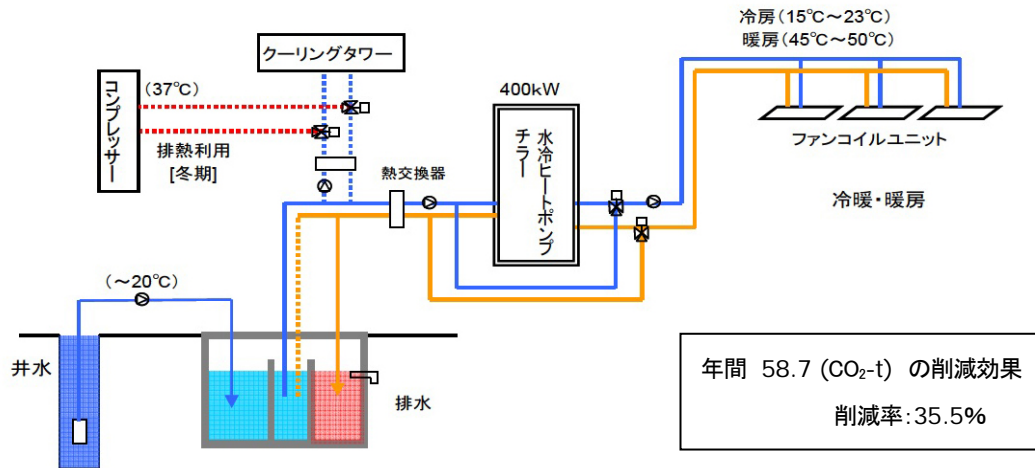 クーリングタワー
コンプレッサー
(37℃)
排熱利用
[冬期]
熱交換器
400kW
水冷ヒートポンプ
チラー
冷房(15℃～23℃)
暖房(45℃～50℃)
ファンコイルユニット
冷暖・暖房
(～20℃)
井水
排水
年間 58.7 (CO₂-t) の削減効果
削減率:35.5%